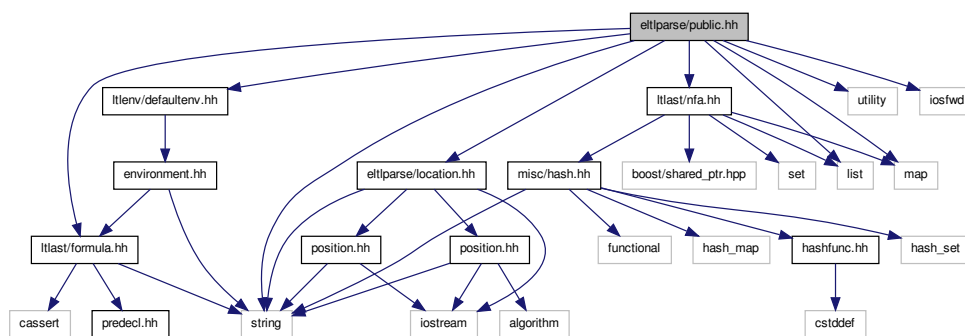 eltlparse/public.hh
ltlenv/defaultenv.hh
ltlast/nfa.hh
utility
iosfwd
environment.hh
eltlparse/location.hh
misc/hash.hh
boost/shared_ptr.hpp
set
list
map
ltlast/formula.hh
position.hh
position.hh
functional
hash_map
hashfunc.hh
hash_set
cassert
predecl.hh
string
iostream
algorithm
cstddef